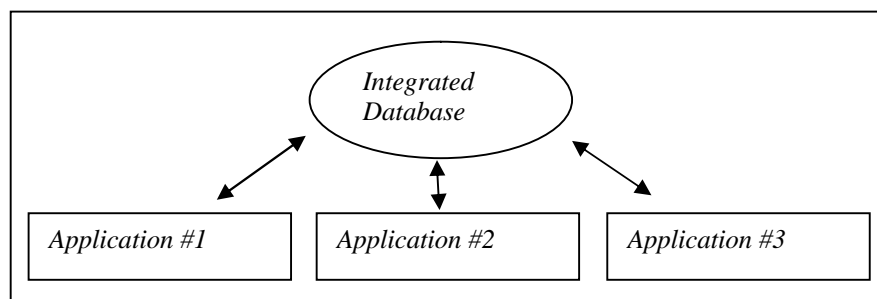 Integrated
Database
Application #1
Application #2
Application #3